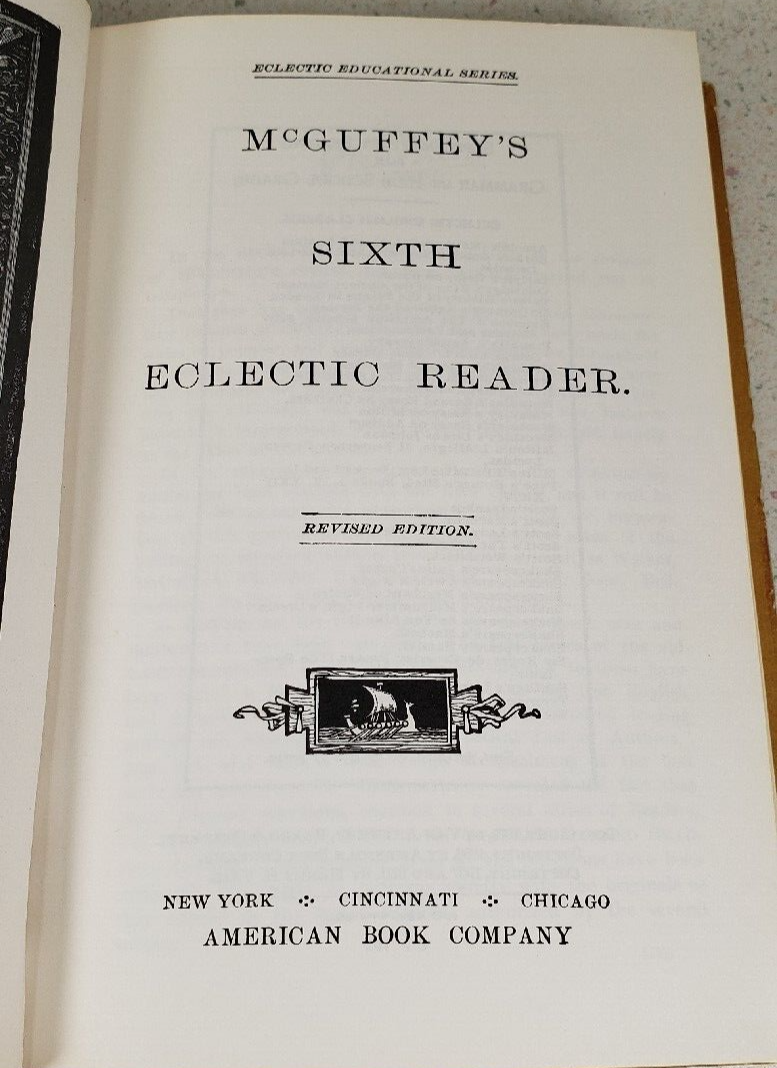 ECLECTIC EDUCATIONAL SERIES.
McGUFFEY'S
SIXTH
ECLECTIC READER.
REVISED EDITION.
NEW YORK ·:· CINCINNATI ·:· CHICAGO
AMERICAN BOOK COMPANY